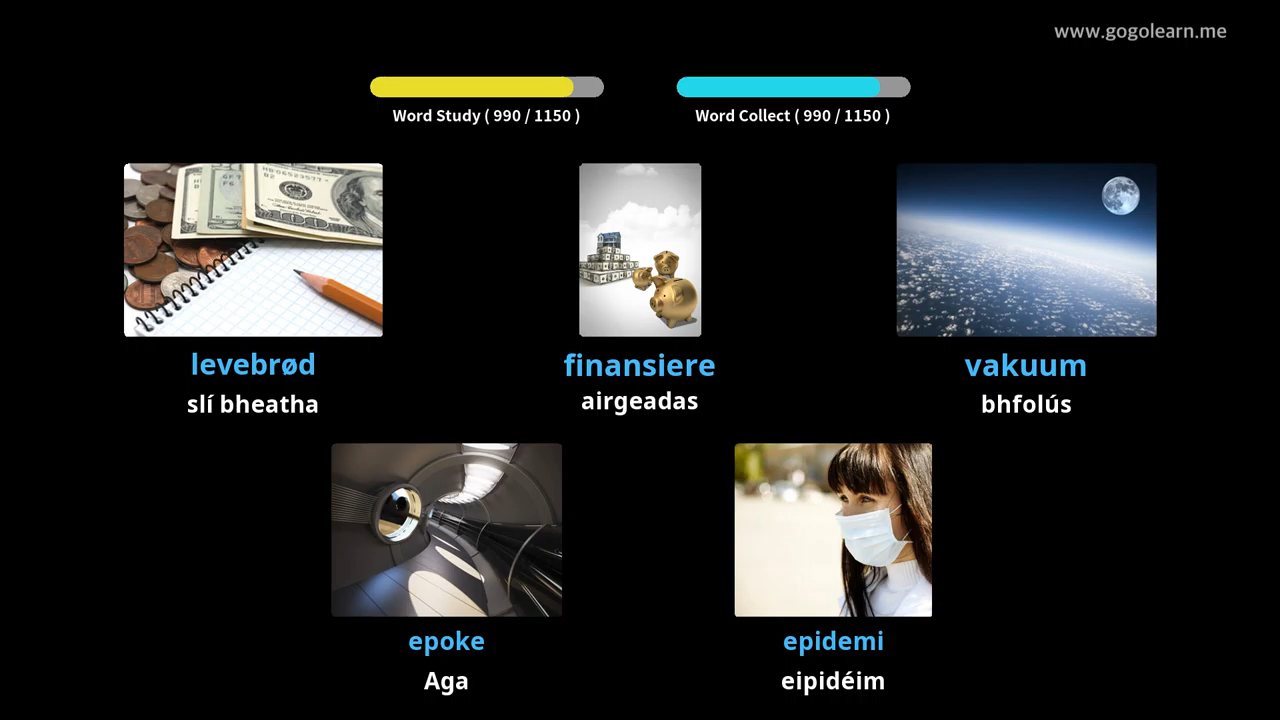 www.gogolearn.me
Word Study ( 990 / 1150 )
Word Collect ( 990 / 1150 )
levebrød
slí bheatha
finansiere
airgeadas
vakuum
bhfolús
epoke
Aga
epidemi
eipidéim